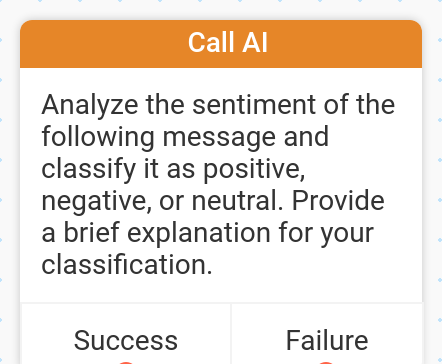 Call AI
Analyze the sentiment of the
following message and
classify it as positive,
negative, or neutral. Provide
a brief explanation for your
classification.
Success
Failure